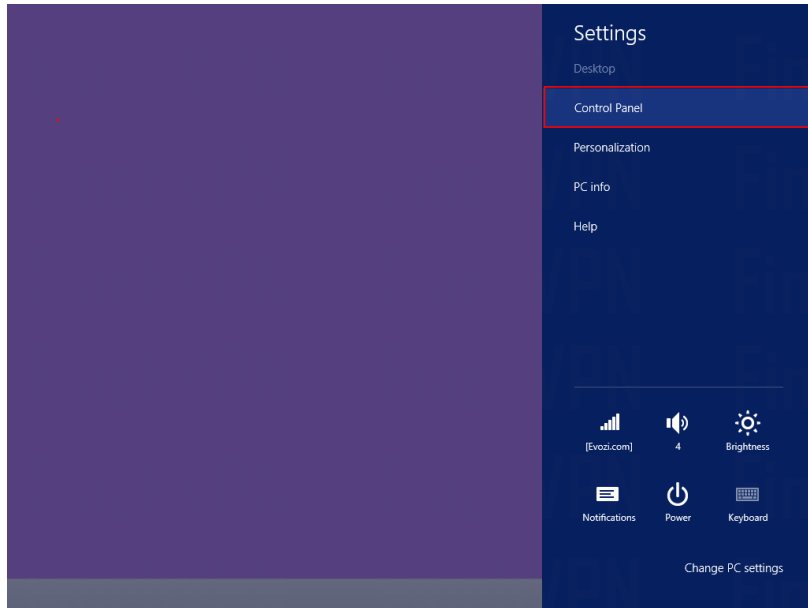 Settings
Desktop
Control Panel
Personalization
PC info
Help
[Evozi.com]
4
Brightness
Notifications
Power
Keyboard
Change PC settings